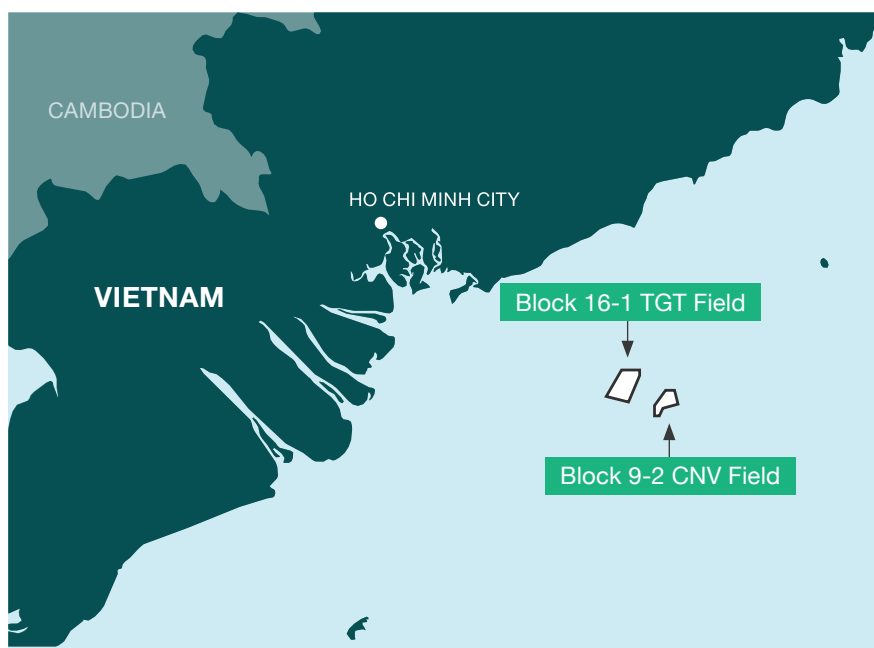 CAMBODIA
HO CHI MINH CITY
VIETNAM
Block 16-1 TGT Field
Block 9-2 CNV Field